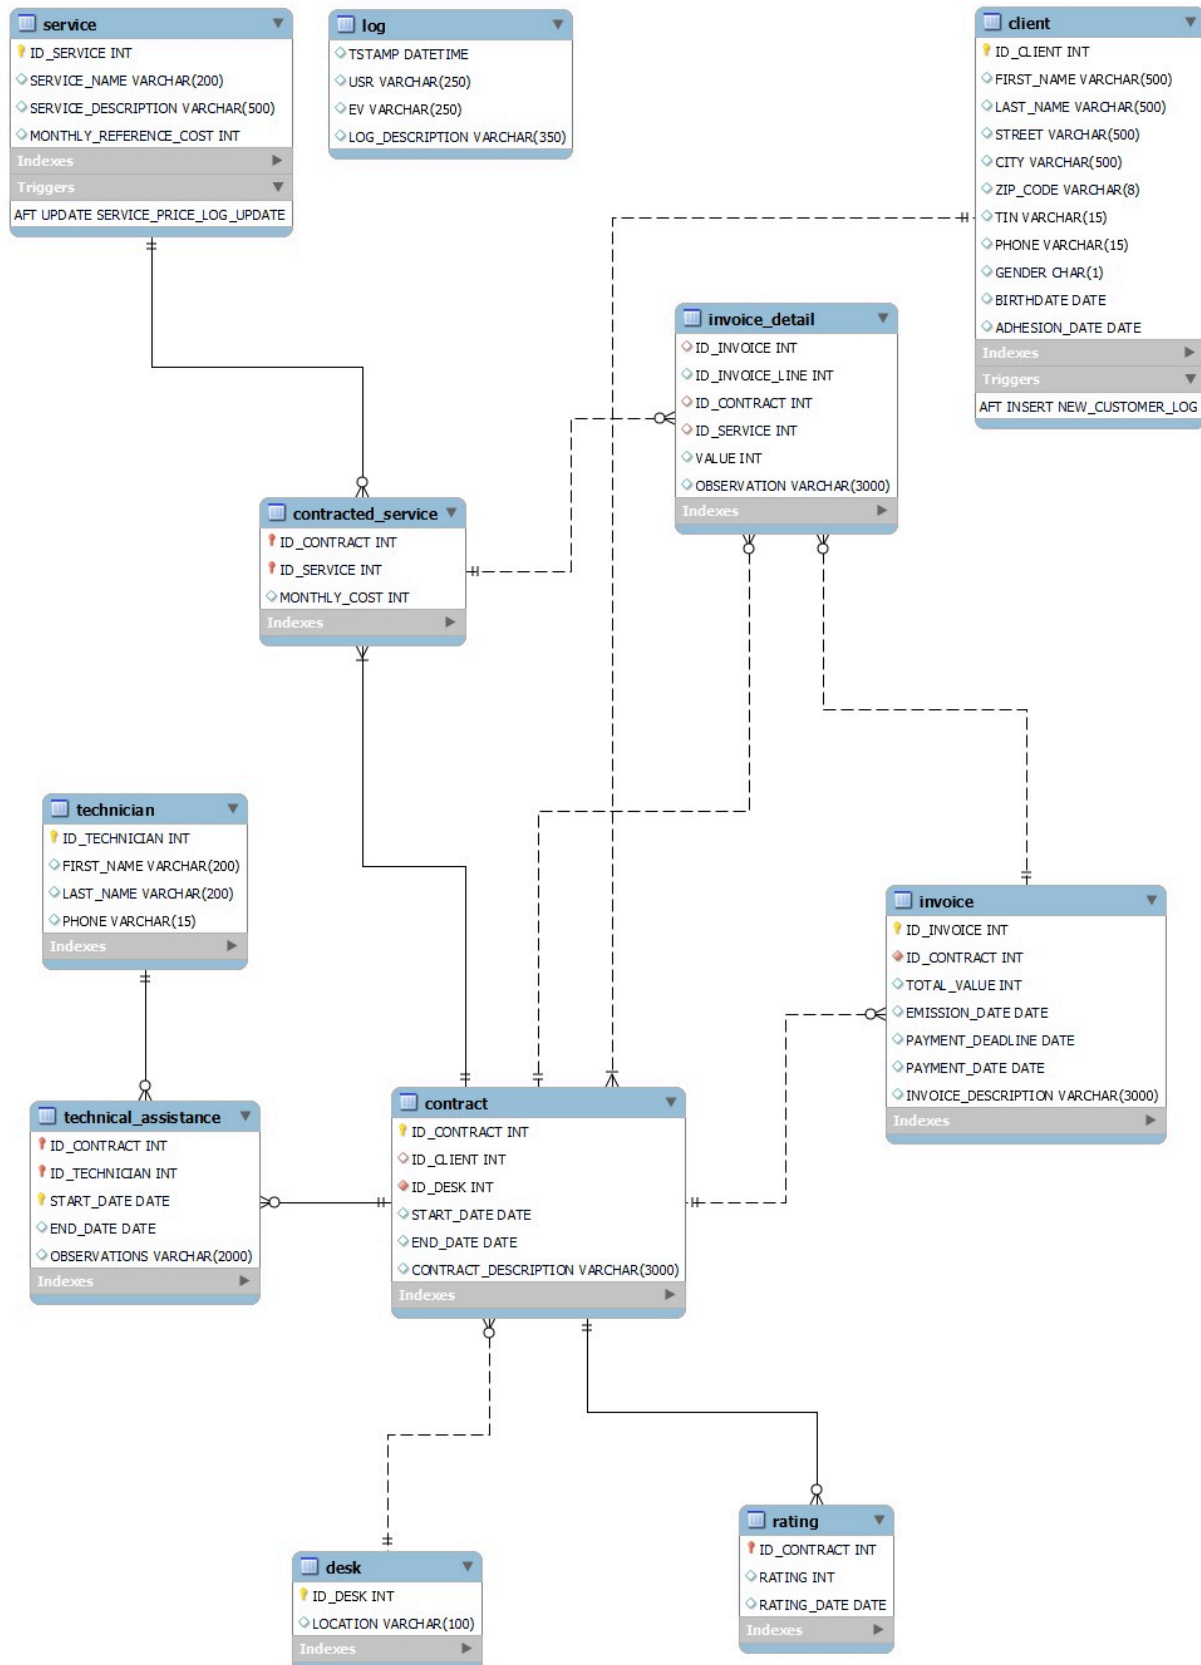 service
ID_SERVICE INT
SERVICE_NAME VARCHAR(200)
SERVICE_DESCRIPTION VARCHAR(500)
MONTHLY_REFERENCE_COST INT
Indexes
Triggers
AFT UPDATE SERVICE_PRICE_LOG_UPDATE
log
TSTAMP DATETIME
USR VARCHAR(250)
EV VARCHAR(250)
LOG_DESCRIPTION VARCHAR(350)
client
ID_CLIENT INT
FIRST_NAME VARCHAR(500)
LAST_NAME VARCHAR(500)
STREET VARCHAR(500)
CITY VARCHAR(500)
ZIP_CODE VARCHAR(8)
TIN VARCHAR(15)
PHONE VARCHAR(15)
GENDER CHAR(1)
BIRTHDATE DATE
ADHESION_DATE DATE
Indexes
Triggers
AFT INSERT NEW_CUSTOMER_LOG
invoice_detail
ID_INVOICE INT
ID_INVOICE_LINE INT
ID_CONTRACT INT
ID_SERVICE INT
VALUE INT
OBSERVATION VARCHAR(3000)
Indexes
contracted_service
ID_CONTRACT INT
ID_SERVICE INT
MONTHLY_COST INT
Indexes
technician
ID_TECHNICIAN INT
FIRST_NAME VARCHAR(200)
LAST_NAME VARCHAR(200)
PHONE VARCHAR(15)
Indexes
invoice
ID_INVOICE INT
ID_CONTRACT INT
TOTAL_VALUE INT
EMISSION_DATE DATE
PAYMENT_DEADLINE DATE
PAYMENT_DATE DATE
INVOICE_DESCRIPTION VARCHAR(3000)
Indexes
technical_assistance
ID_CONTRACT INT
ID_TECHNICIAN INT
START_DATE DATE
END_DATE DATE
OBSERVATIONS VARCHAR(2000)
Indexes
contract
ID_CONTRACT INT
ID_CLIENT INT
ID_DESK INT
START_DATE DATE
END_DATE DATE
CONTRACT_DESCRIPTION VARCHAR(3000)
Indexes
desk
ID_DESK INT
LOCATION VARCHAR(100)
Indexes
rating
ID_CONTRACT INT
RATING INT
RATING_DATE DATE
Indexes